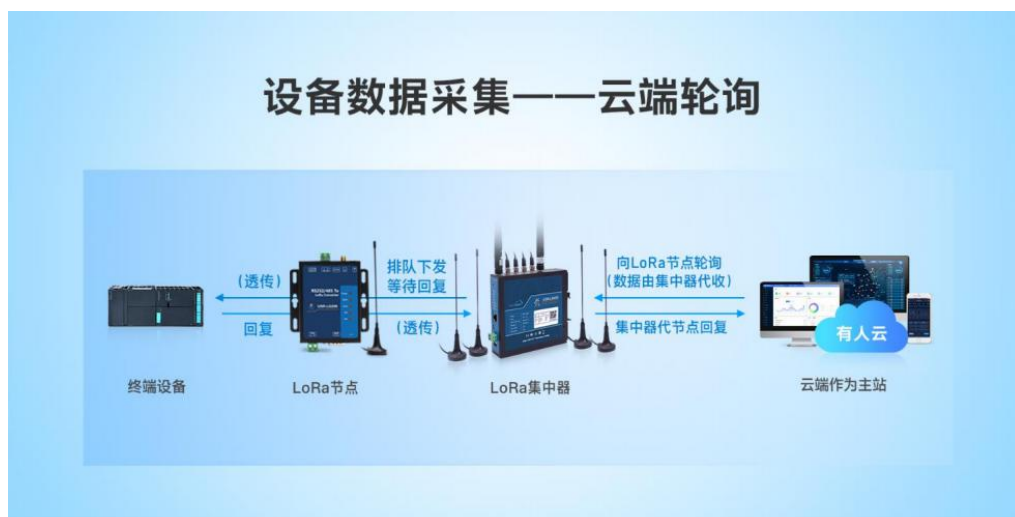 设备数据采集——云端轮询
(透传)
回复
排队下发
等待回复
(透传)
向LoRa节点轮询
(数据由集中器代收)
集中器代节点回复
有人云
终端设备
LoRa节点
LoRa集中器
云端作为主站